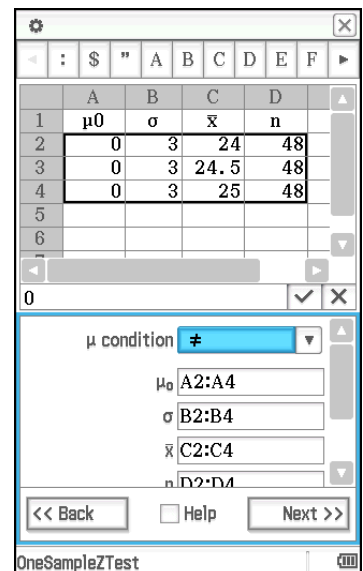 : $ " A B C D E F
A B C D
1 μ0 σ x̄ n
2 0 3 24 48
3 0 3 24.5 48
4 0 3 25 48
5
6
0
μ condition ≠
μ₀ A2:A4
σ B2:B4
x̄ C2:C4
n D2:D4
<< Back Help Next >>
OneSampleZTest